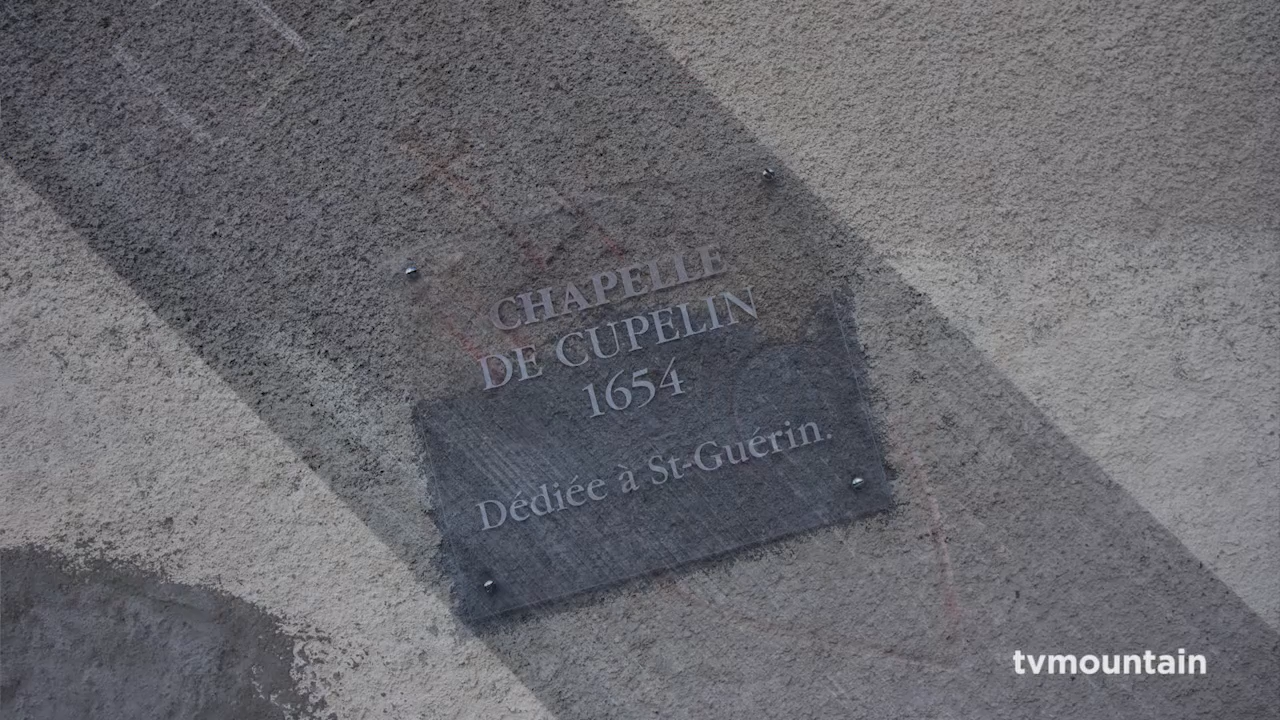 CHAPELLE
DE CUPELIN
1654
Dédiée à St-Guérin.
tvmountain